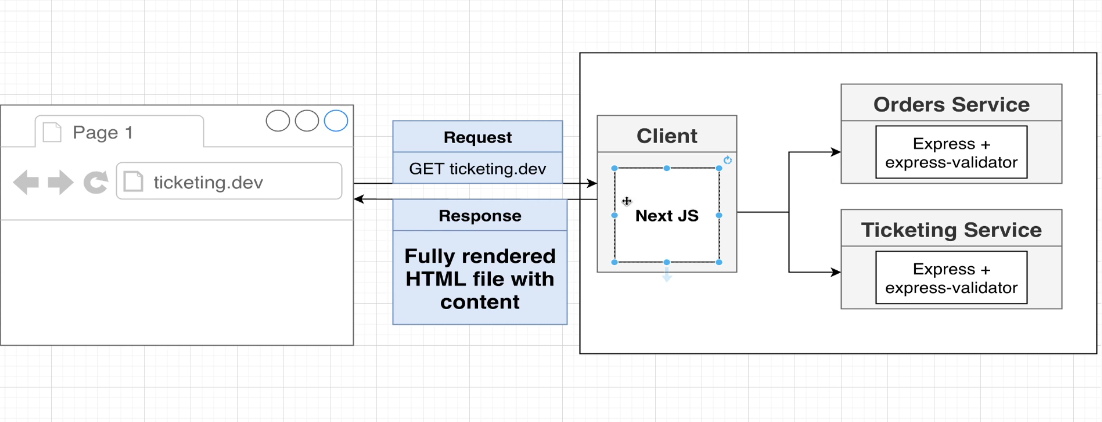 Page 1
ticketing.dev
Request
GET ticketing.dev
Response
Fully rendered
HTML file with
content
Client
Next JS
Orders Service
Express +
express-validator
Ticketing Service
Express +
express-validator